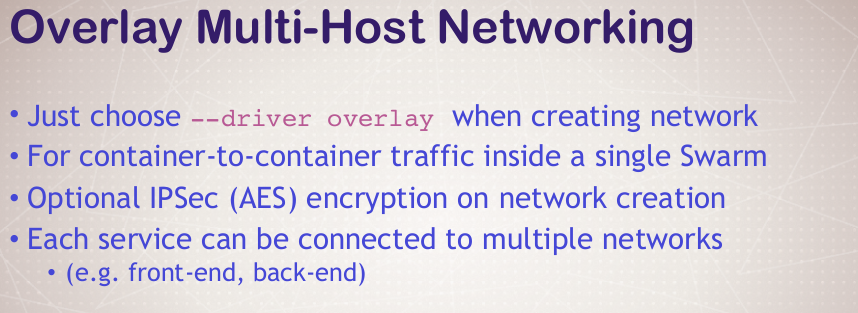 Overlay Multi-Host Networking
• Just choose --driver overlay when creating network
• For container-to-container traffic inside a single Swarm
• Optional IPSec (AES) encryption on network creation
• Each service can be connected to multiple networks
• (e.g. front-end, back-end)